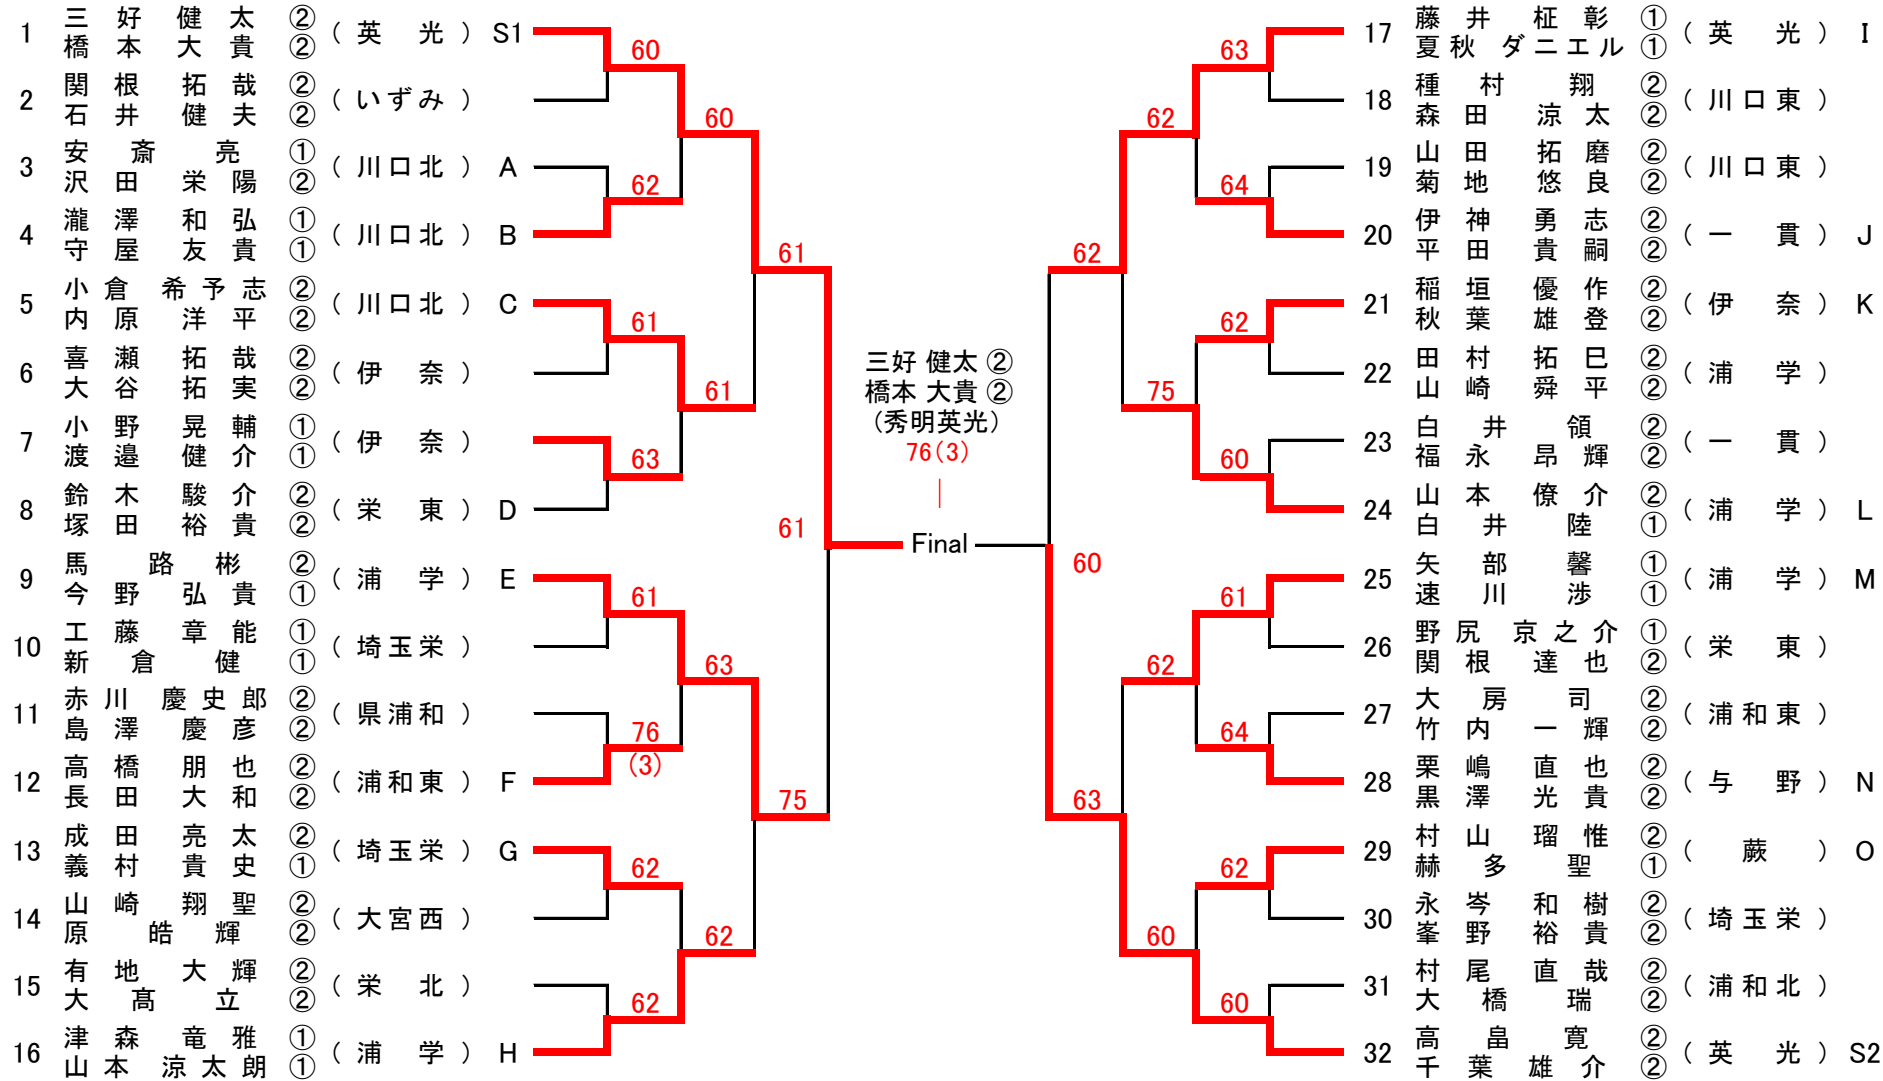 1 三好 健太 ② (英光) S1
橋本 大貴 ②
2 関根 拓哉 ② (いずみ)
石井 健夫 ②
3 安斎 亮 ① (川口北) A
沢田 栄陽 ②
4 瀧澤 和弘 ① (川口北) B
守屋 友貴 ①
5 小倉 希予志 ② (川口北) C
内原 洋平 ②
6 喜瀬 拓哉 ② (伊奈)
大谷 拓実 ②
7 小野 晃輔 ① (伊奈)
渡邉 健介 ①
8 鈴木 駿介 ② (栄東) D
塚田 裕貴 ②
9 馬 路彬 ② (浦学) E
今野 弘貴 ①
10 工藤 章能 ① (埼玉栄)
新倉 健 ①
11 赤川 慶史郎 ② (県浦和)
島澤 慶彦 ②
12 高橋 朋也 ② (浦和東) F
長田 大和 ②
13 成田 亮太 ② (埼玉栄) G
義村 貴史 ①
14 山崎 翔聖 ② (大宮西)
原 皓輝 ②
15 有地 大輝 ② (栄北)
大髙 立 ②
16 津森 竜雅 ① (浦学) H
山本 涼太朗 ①
60
62
61
63
61
76
(3)
62
62
60
61
63
62
61
75
61
三好 健太 ②
橋本 大貴 ②
(秀明英光)
76(3)
Final
60
62
63
62
75
62
60
63
64
62
60
61
64
62
60
17 藤井 柾彰 ① (英光) I
夏秋 ダニエル ①
18 種村 翔 ② (川口東)
森田 涼太 ②
19 山田 拓磨 ② (川口東)
菊地 悠良 ②
20 伊神 勇志 ② (一貫) J
平田 貴嗣 ②
21 稲垣 優作 ② (伊奈) K
秋葉 雄登 ②
22 田村 拓巳 ② (浦学)
山崎 舜平 ②
23 白井 領 ② (一貫)
福永 昂輝 ②
24 山本 僚介 ② (浦学) L
白井 陸 ①
25 矢部 馨 ① (浦学) M
速川 渉 ①
26 野尻 京之介 ① (栄東)
関根 達也 ②
27 大房 司 ② (浦和東)
竹内 一輝 ②
28 栗嶋 直也 ② (与野) N
黒澤 光貴 ②
29 村山 瑠惟 ② (蕨) O
赫多 聖 ①
30 永岑 和樹 ② (埼玉栄)
峯野 裕貴 ②
31 村尾 直哉 ② (浦和北)
大橋 瑞 ②
32 高畠 寛 ② (英光) S2
千葉 雄介 ②